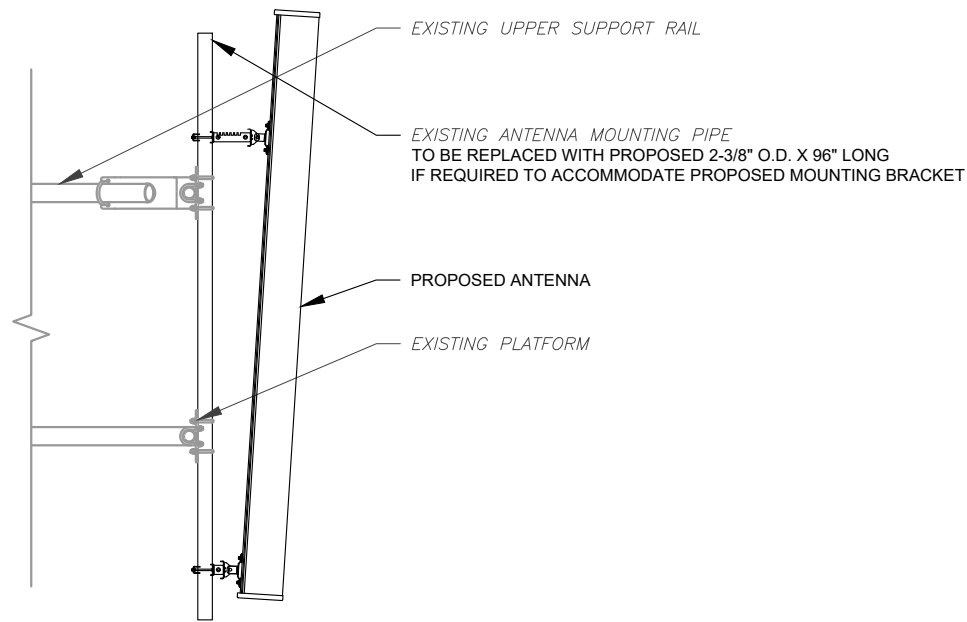 EXISTING UPPER SUPPORT RAIL
EXISTING ANTENNA MOUNTING PIPE
TO BE REPLACED WITH PROPOSED 2-3/8" O.D. X 96" LONG
IF REQUIRED TO ACCOMMODATE PROPOSED MOUNTING BRACKET
PROPOSED ANTENNA
EXISTING PLATFORM